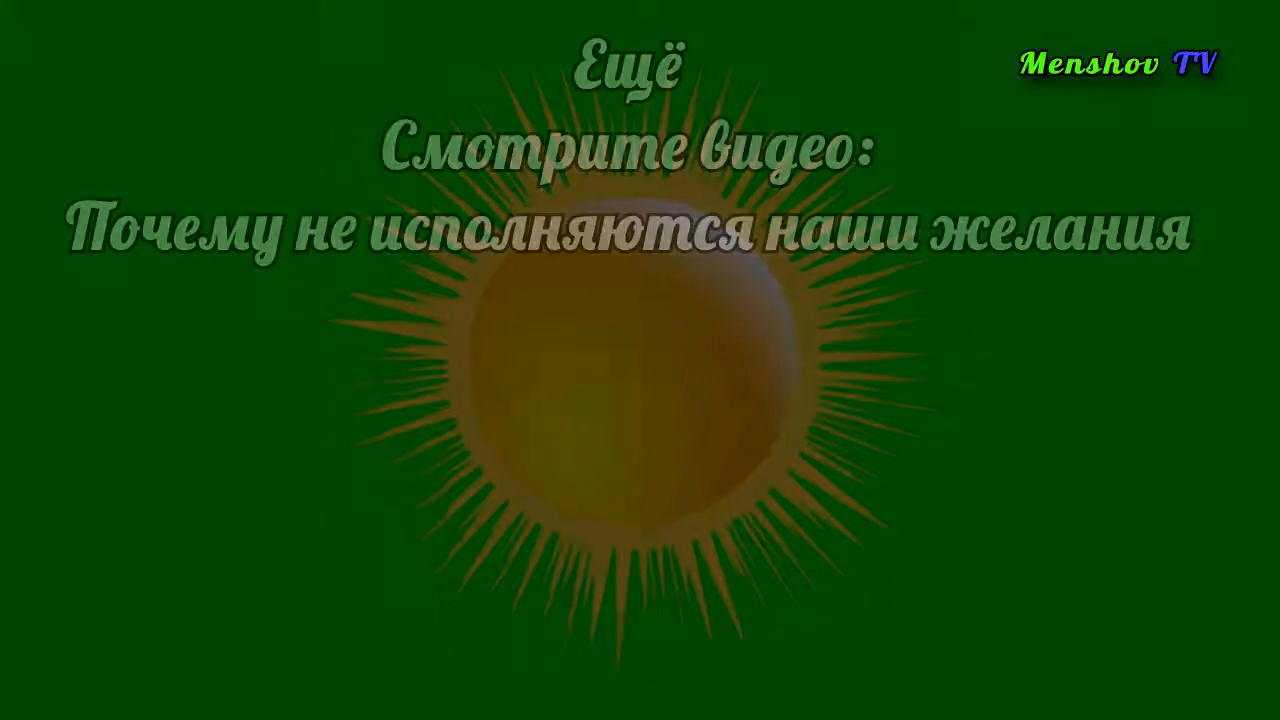 Ещё
Menshov TV
Смотрите видео:
Почему не исполняются наши желания